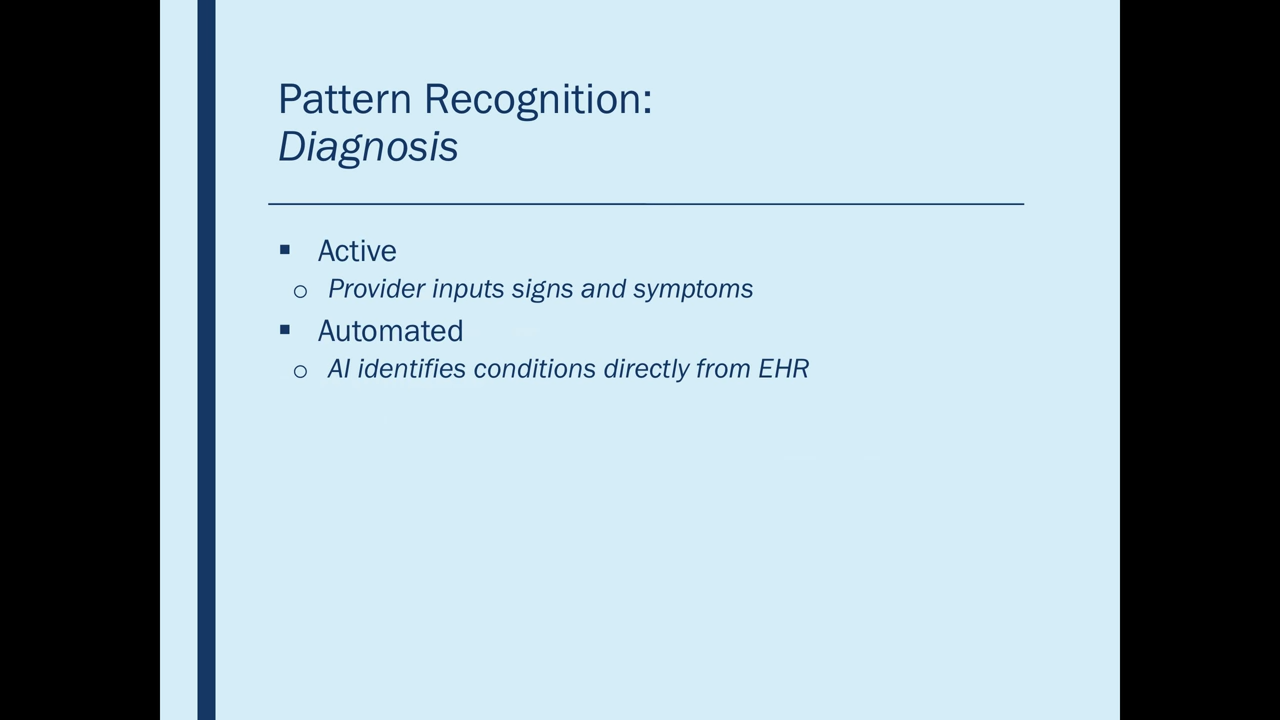 Pattern Recognition:
Diagnosis
▪ Active
o Provider inputs signs and symptoms
▪ Automated
o AI identifies conditions directly from EHR